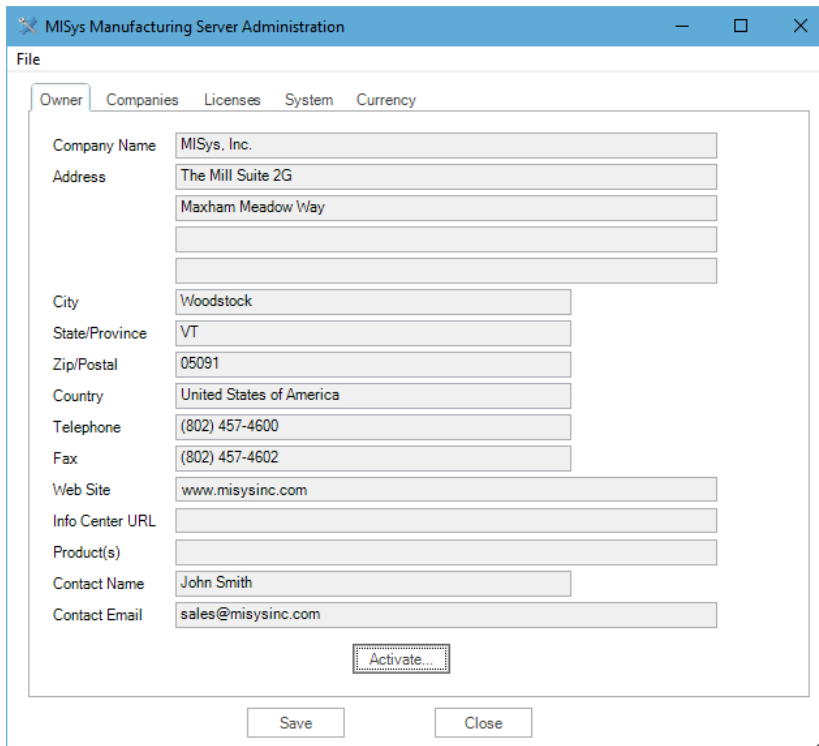 MISys Manufacturing Server Administration
File
Owner Companies Licenses System Currency
Company Name MISys, Inc.
Address The Mill Suite 2G
Maxham Meadow Way
City Woodstock
State/Province VT
Zip/Postal 05091
Country United States of America
Telephone (802) 457-4600
Fax (802) 457-4602
Web Site www.misysinc.com
Info Center URL
Product(s)
Contact Name John Smith
Contact Email sales@misysinc.com
Activate...
Save Close